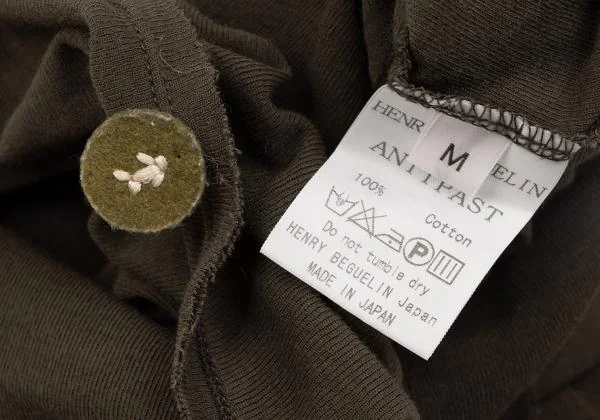 HENR
M
ELIN
ANTIPAST
100% Cotton
P
Do not tumble dry
HENRY BEGUELIN Japan
MADE IN JAPAN